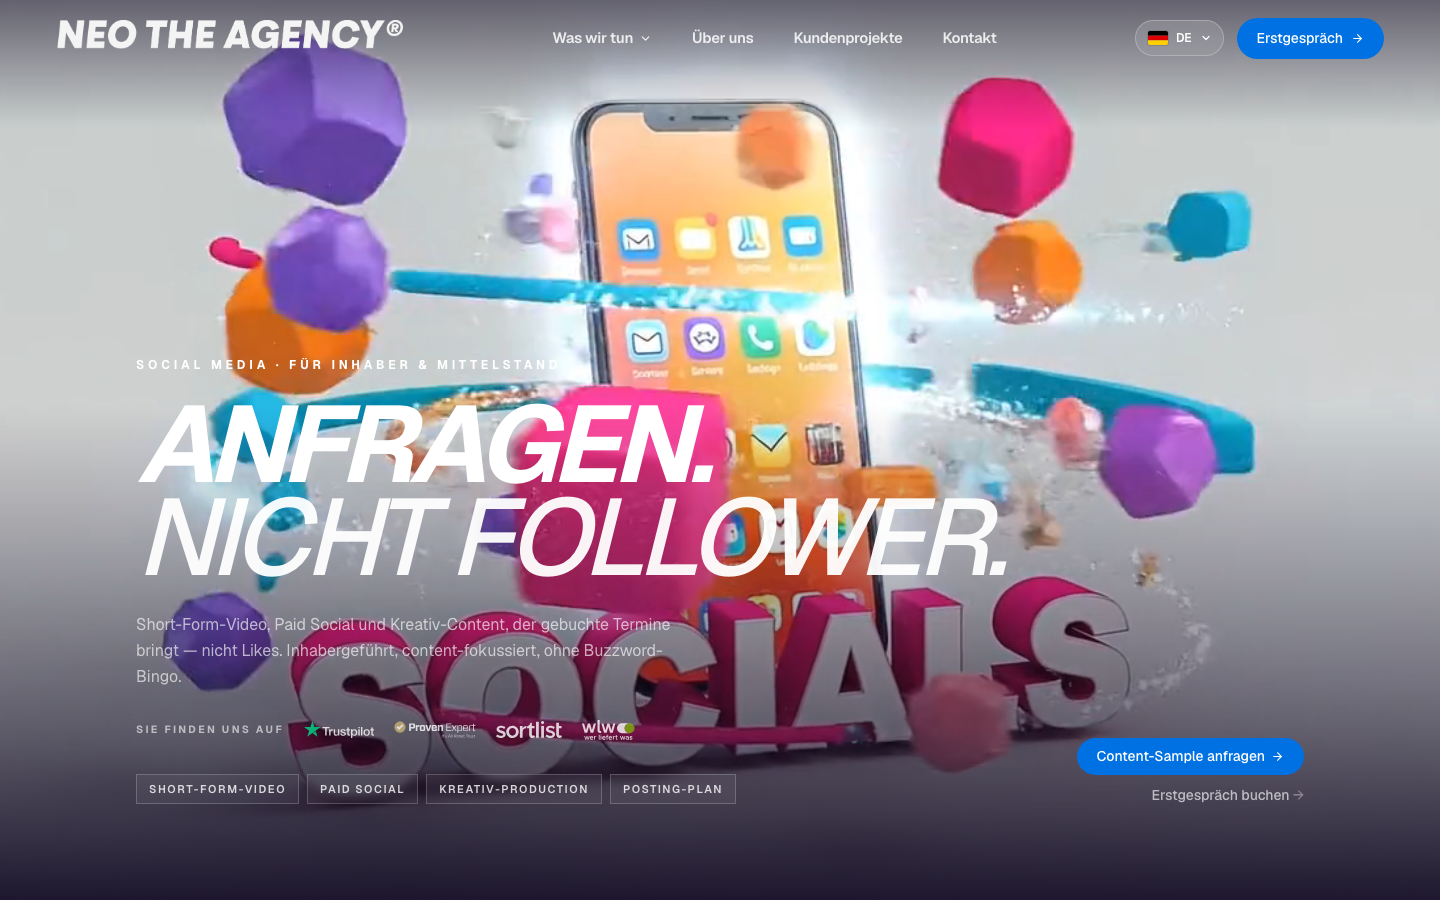 NEO THE AGENCY®
Was wir tun
Über uns
Kundenprojekte
Kontakt
DE
Erstgespräch →
SOCIAL MEDIA · FÜR INHABER & MITTELSTAND
ANFRAGEN.
NICHT FOLLOWER.
Short-Form-Video, Paid Social und Kreativ-Content, der gebuchte Termine
bringt — nicht Likes. Inhabergeführt, content-fokussiert, ohne Buzzword-
Bingo.
SOCIALS
SIE FINDEN UNS AUF
Trustpilot
ProvenExpert
sortlist
wlw
wer liefert was
SHORT-FORM-VIDEO
PAID SOCIAL
KREATIV-PRODUCTION
POSTING-PLAN
Content-Sample anfragen →
Erstgespräch buchen →